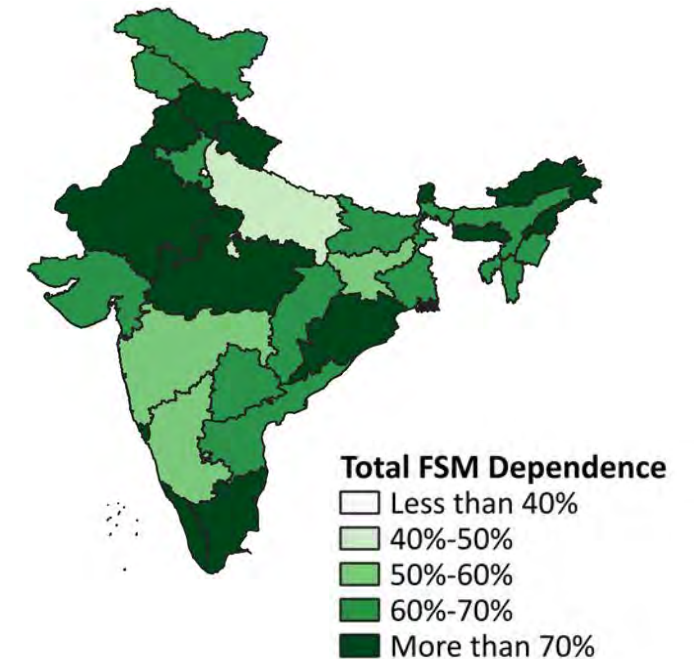 Total FSM Dependence
Less than 40%
40%-50%
50%-60%
60%-70%
More than 70%